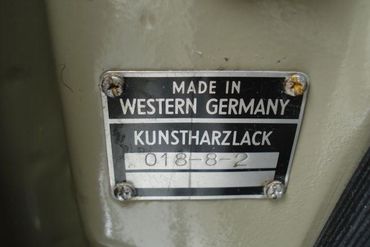 MADE IN
WESTERN GERMANY
KUNSTHARZLACK
018-8-2